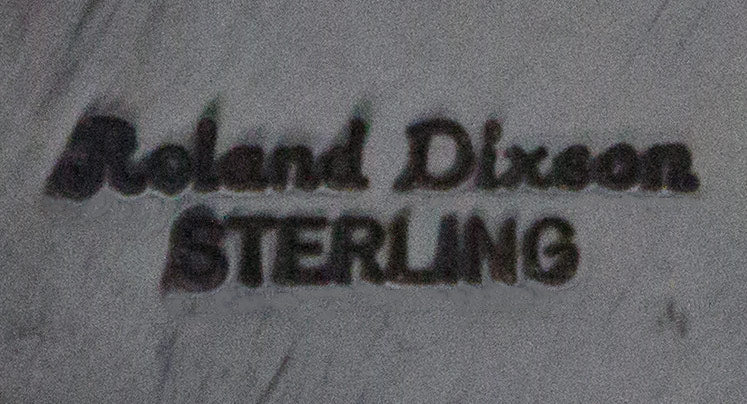 Roland Dixson
STERLING